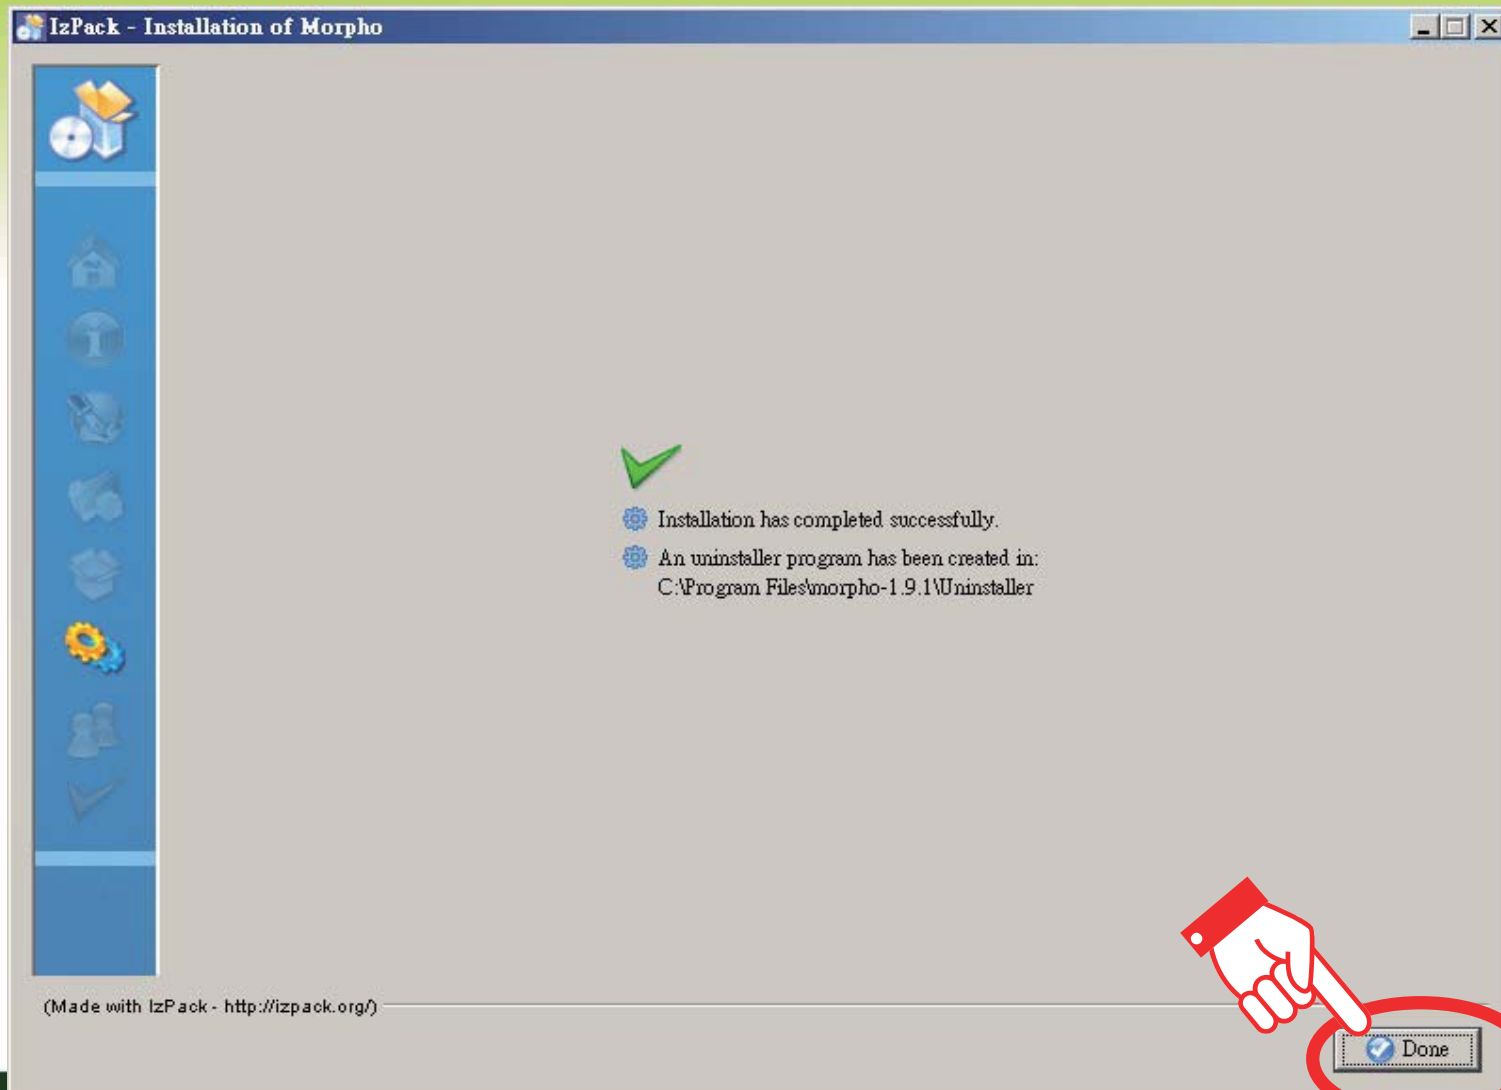 IzPack - Installation of Morpho
Installation has completed successfully.
An uninstaller program has been created in:
C:\Program Files\morpho-1.9.1\Uninstaller
(Made with IzPack - http://izpack.org/)
Done